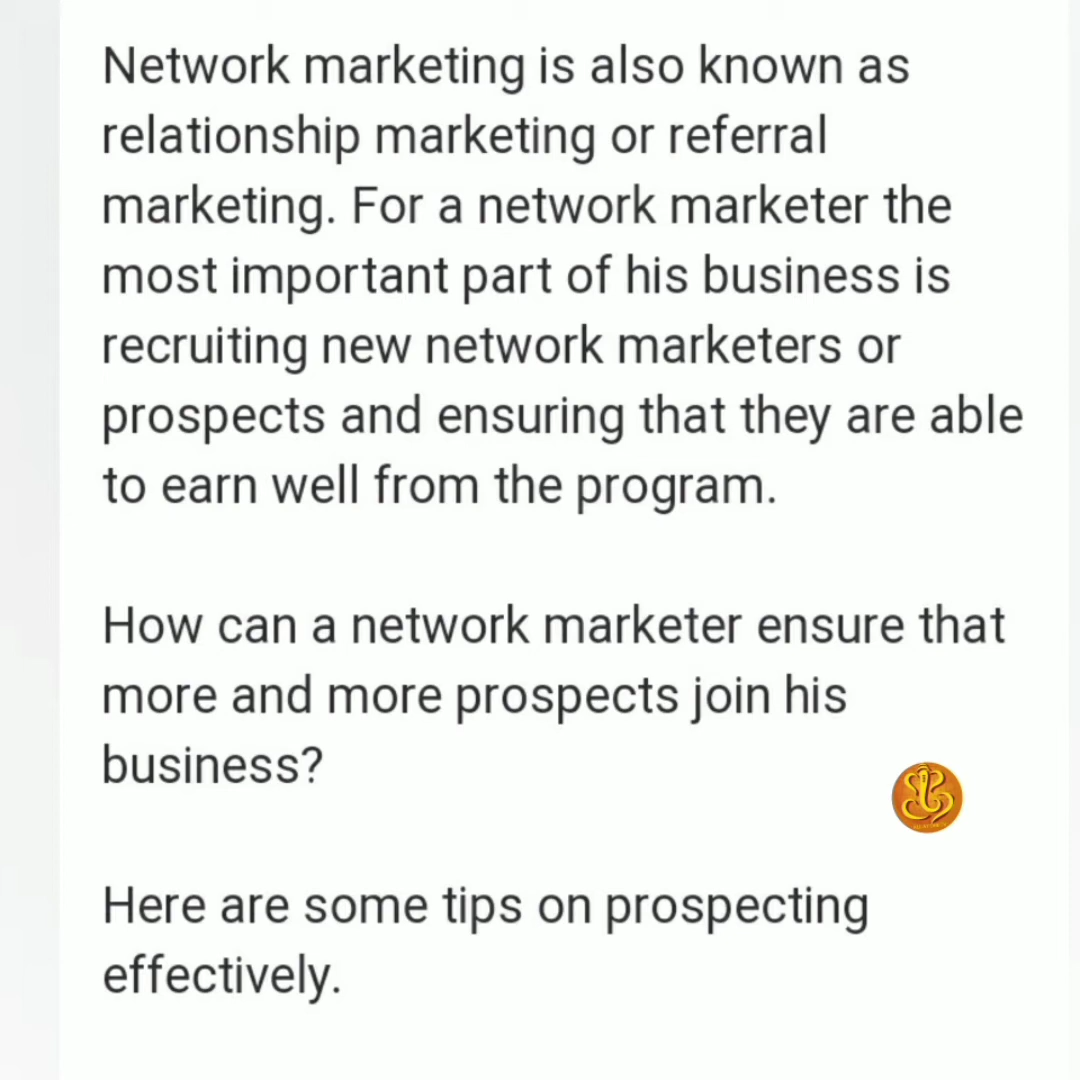 Network marketing is also known as
relationship marketing or referral
marketing. For a network marketer the
most important part of his business is
recruiting new network marketers or
prospects and ensuring that they are able
to earn well from the program.
How can a network marketer ensure that
more and more prospects join his
business?
Here are some tips on prospecting
effectively.